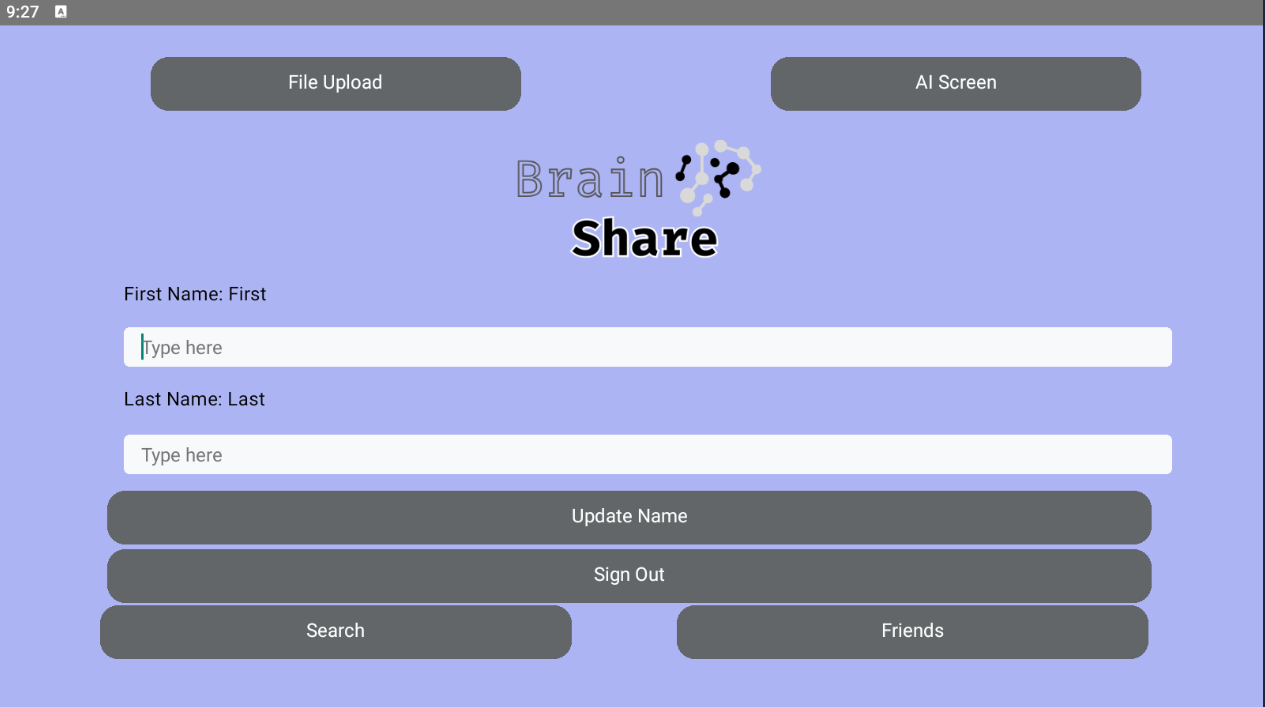 9:27 A
File Upload AI Screen
Brain
Share
First Name: First
Type here
Last Name: Last
Type here
Update Name
Sign Out
Search Friends